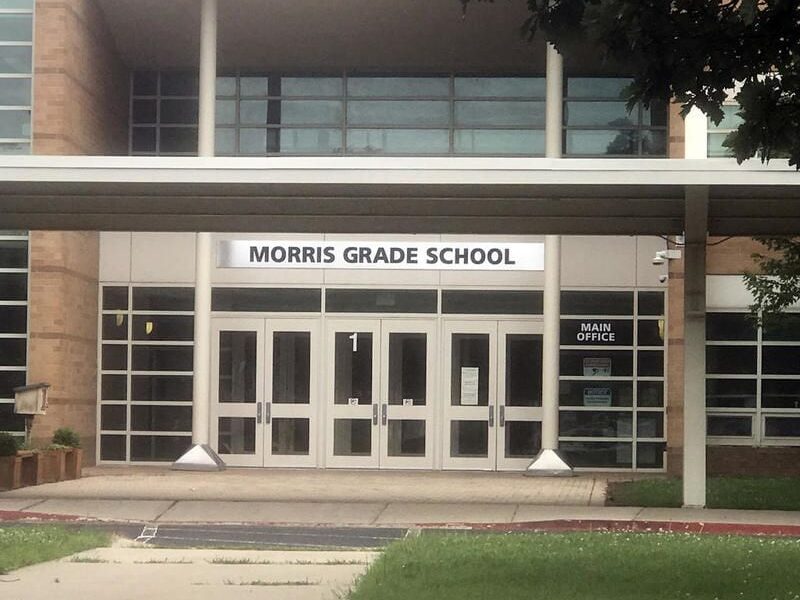 MORRIS GRADE SCHOOL
1
MAIN
OFFICE